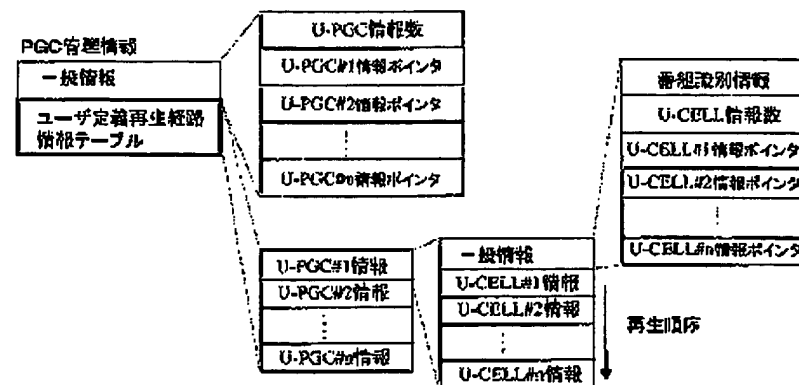 PGC管理情報
一般情報
ユーザ定義再生経路
情報テーブル
U-PGC情報数
U-PGC#1情報ポインタ
U-PGC#2情報ポインタ
⋮
U-PGC#n情報ポインタ
U-PGC#1情報
U-PGC#2情報
⋮
U-PGC#n情報
一般情報
U-CELL#1情報
U-CELL#2情報
⋮
U-CELL#n情報
番組識別情報
U-CELL情報数
U-CELL#1情報ポインタ
U-CELL#2情報ポインタ
⋮
U-CELL#n情報ポインタ
再生順序